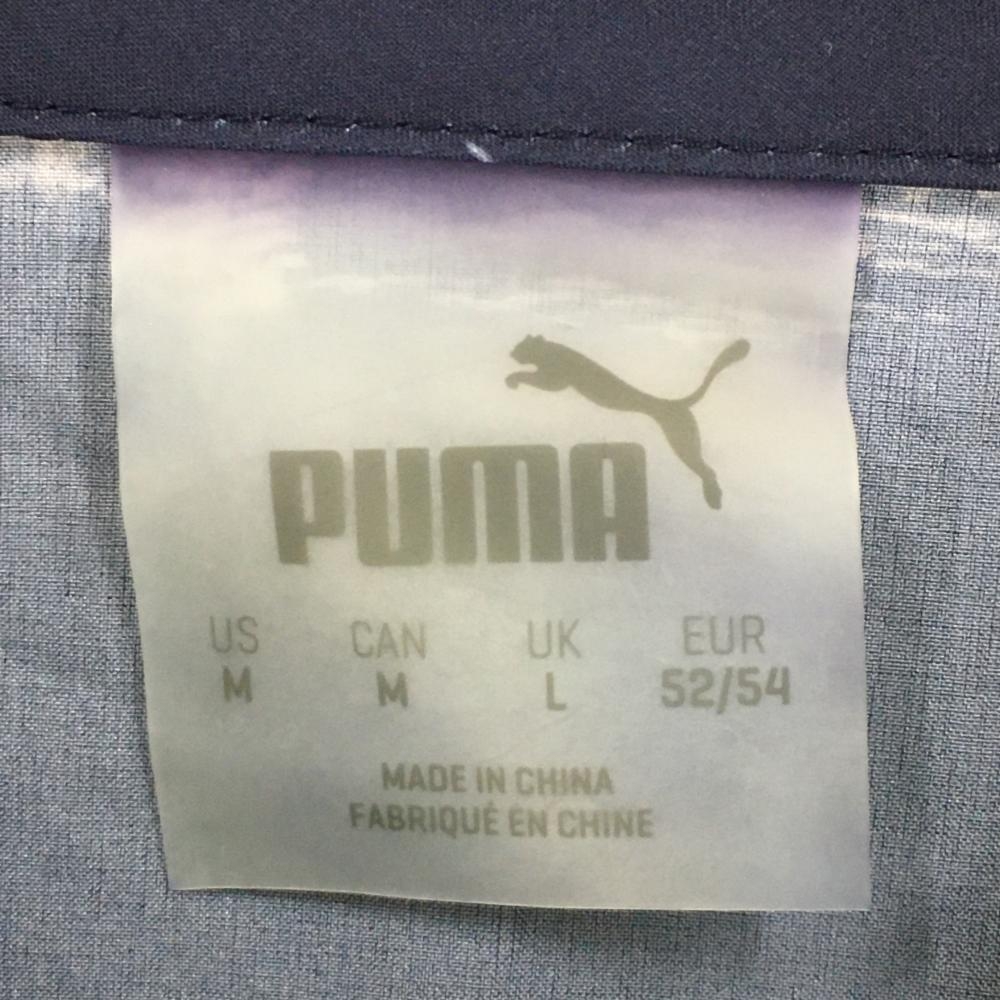 PUMA
US CAN UK EUR
M M L 52/54
MADE IN CHINA
FABRIQUÉ EN CHINE